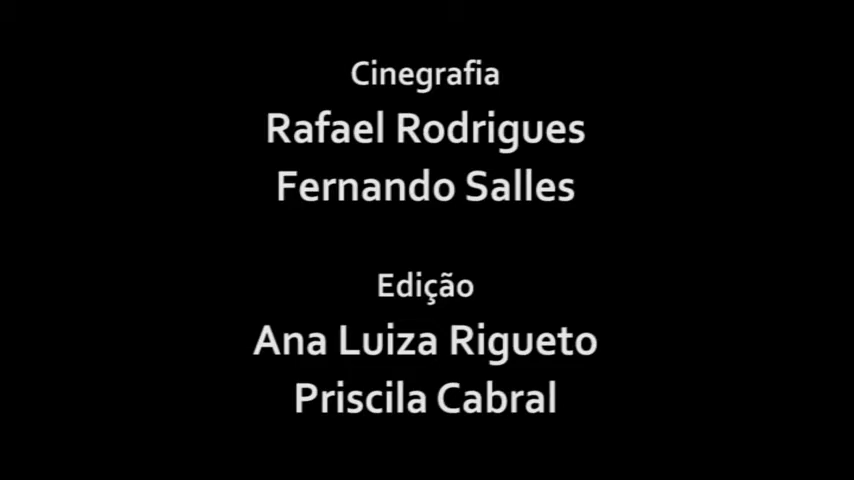 Cinegrafia
Rafael Rodrigues
Fernando Salles
Edição
Ana Luiza Rigueto
Priscila Cabral